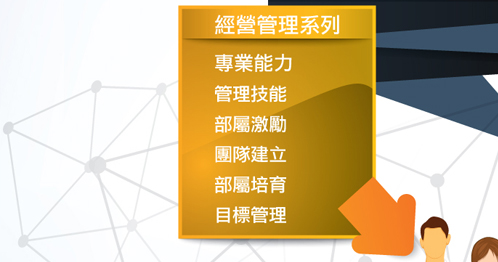 經營管理系列
專業能力
管理技能
部屬激勵
團隊建立
部屬培育
目標管理